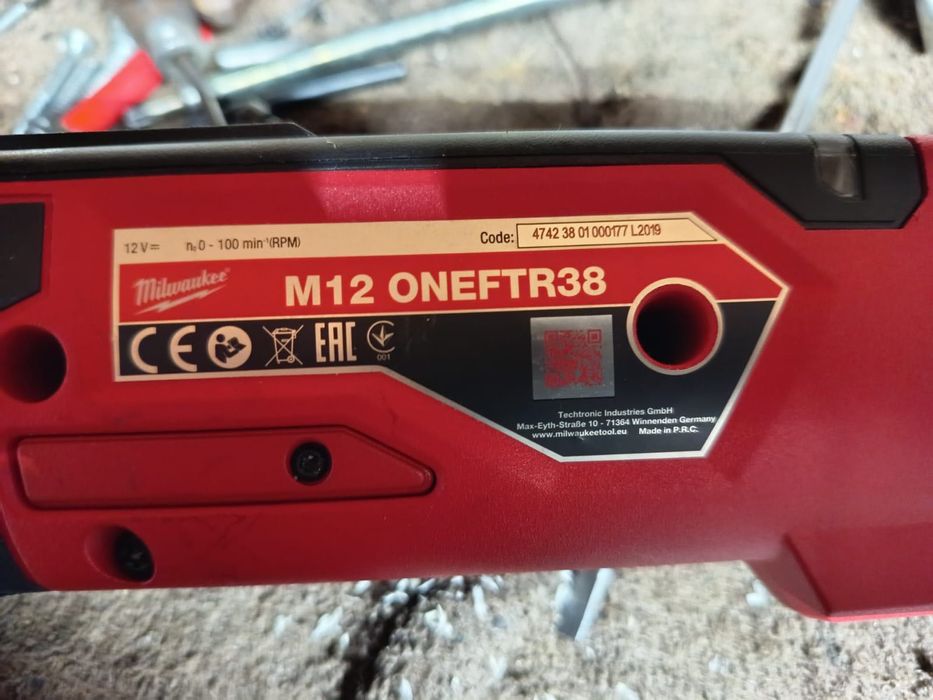 12 V⎓ n₀ 0 - 100 min⁻¹ (RPM)
Code: 4742 38 01 000177 L2019
Milwaukee
M12 ONEFTR38
CE EAC
001
Techtronic Industries GmbH
Max-Eyth-Straße 10 - 71364 Winnenden Germany
www.milwaukeetool.eu Made in P.R.C.